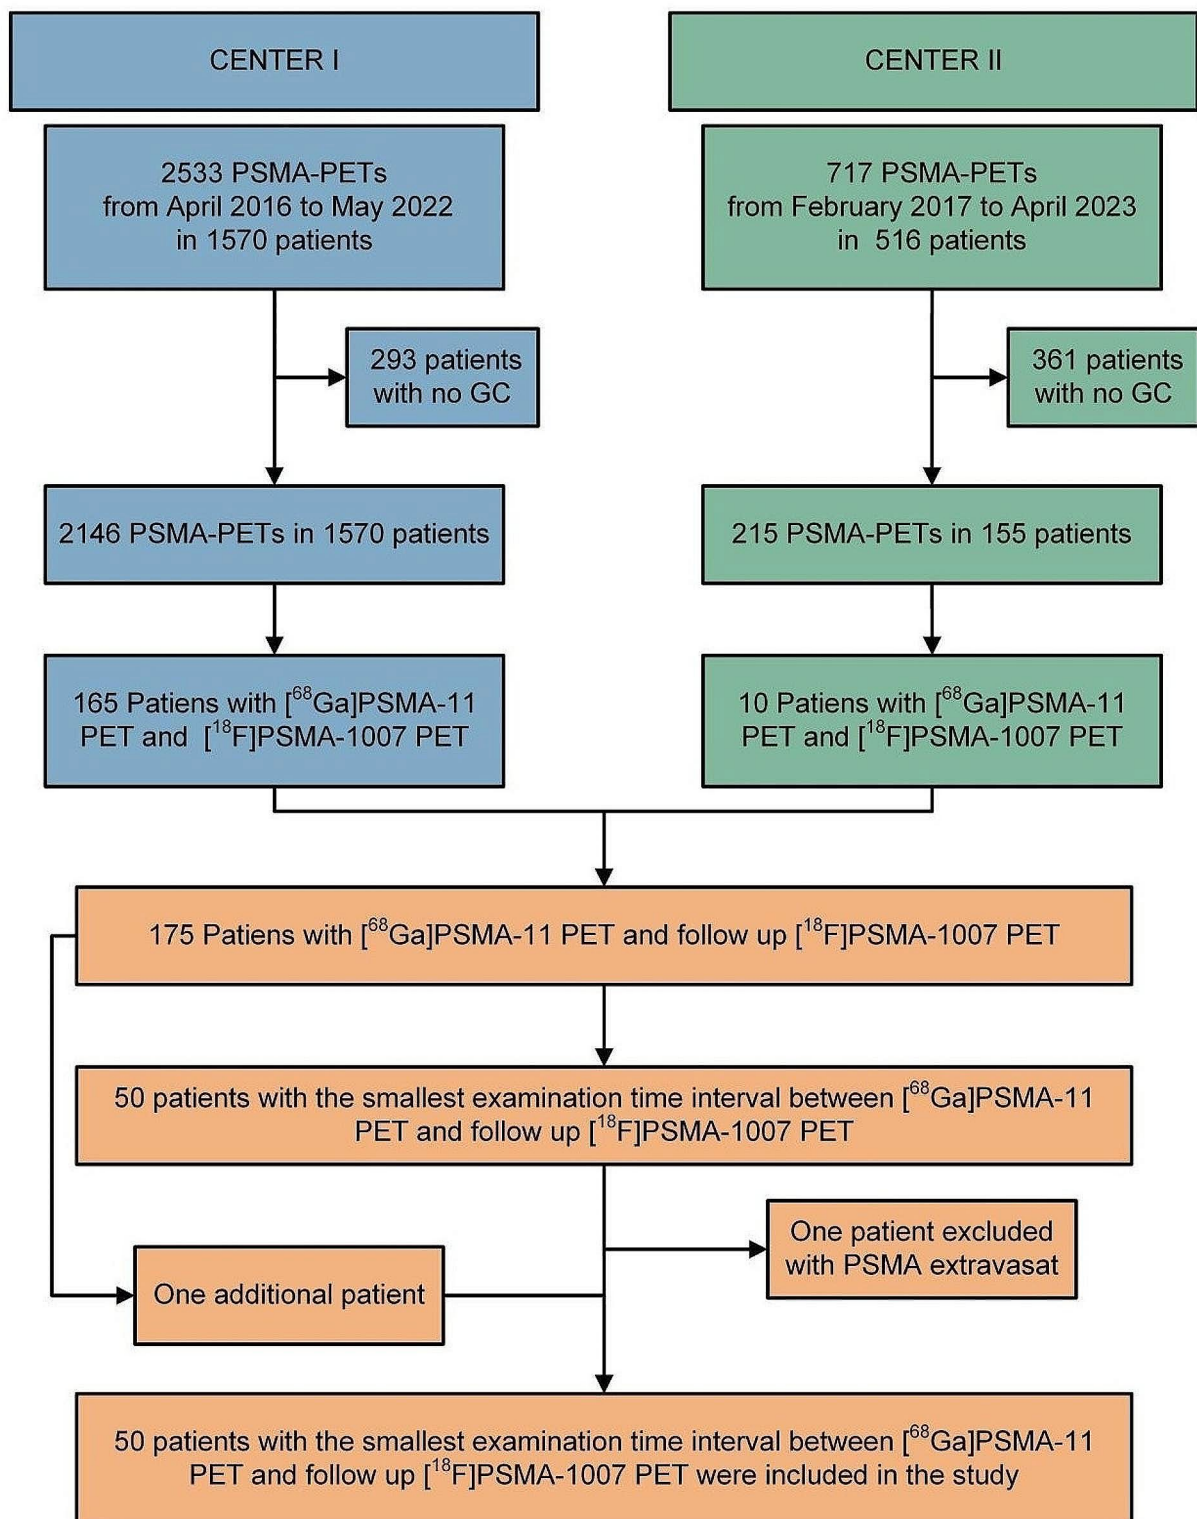 CENTER I
2533 PSMA-PETs
from April 2016 to May 2022
in 1570 patients
293 patients
with no GC
2146 PSMA-PETs in 1570 patients
165 Patiens with [⁶⁸Ga]PSMA-11
PET and [¹⁸F]PSMA-1007 PET
CENTER II
717 PSMA-PETs
from February 2017 to April 2023
in 516 patients
361 patients
with no GC
215 PSMA-PETs in 155 patients
10 Patiens with [⁶⁸Ga]PSMA-11
PET and [¹⁸F]PSMA-1007 PET
175 Patiens with [⁶⁸Ga]PSMA-11 PET and follow up [¹⁸F]PSMA-1007 PET
50 patients with the smallest examination time interval between [⁶⁸Ga]PSMA-11
PET and follow up [¹⁸F]PSMA-1007 PET
One patient excluded
with PSMA extravasat
One additional patient
50 patients with the smallest examination time interval between [⁶⁸Ga]PSMA-11
PET and follow up [¹⁸F]PSMA-1007 PET were included in the study